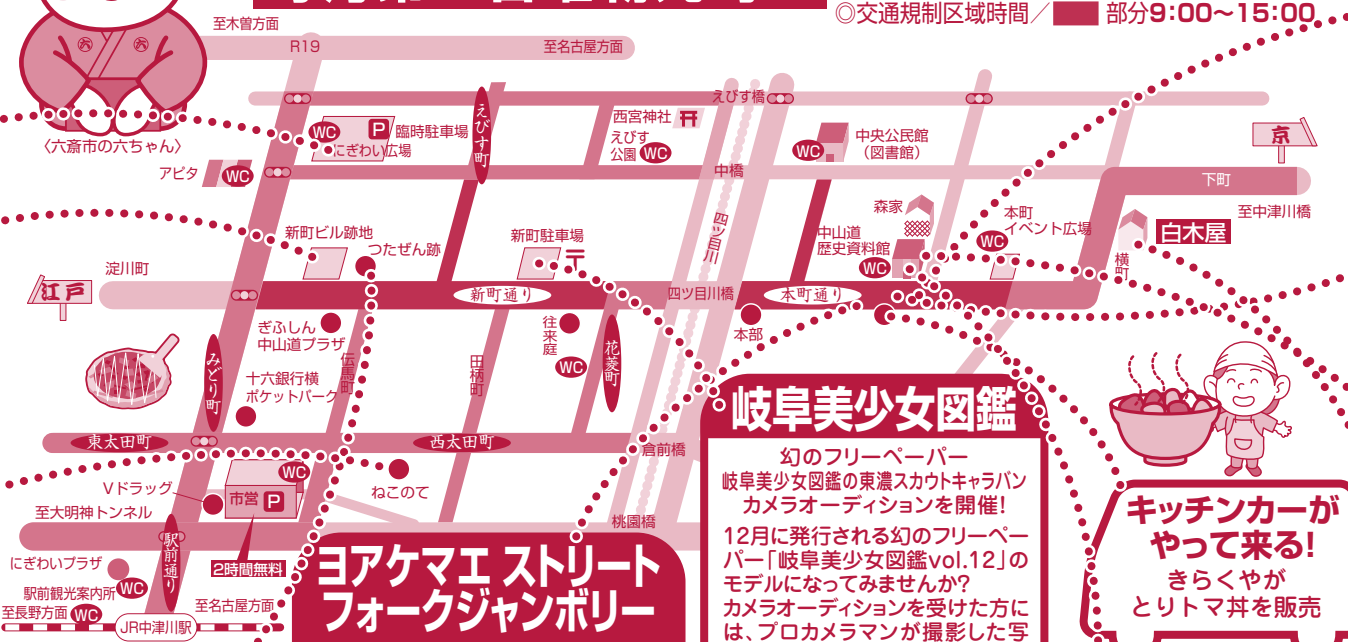 ◎交通規制区域時間／ 部分9:00〜15:00
至木曽方面
R19
至名古屋方面
〈六斎市の六ちゃん〉
WC
P
臨時駐車場
にぎわい広場
えびす町
西宮神社
えびす
公園
WC
えびす橋
WC
中央公民館
（図書館）
京
アピタ
WC
中橋
下町
至中津川橋
四ツ目川
森家
中山道
歴史資料館
WC
本町
イベント広場
WC
横町
白木屋
新町ビル跡地
つたぜん跡
新町駐車場
〒
淀川町
江戸
新町通り
四ツ目川橋
本町通り
本部
ぎふしん
中山道プラザ
伝馬町
往来庭
WC
花菱町
田柄町
みどり町
十六銀行横
ポケットパーク
東太田町
西太田町
倉前橋
WC
Vドラッグ
市営
P
ねこのて
至大明神トンネル
桃園橋
駅前通り
にぎわいプラザ
2時間無料
駅前観光案内所
WC
至長野方面
WC
至名古屋方面
JR中津川駅
ヨアケマエ ストリート
フォークジャンボリー
岐阜美少女図鑑
幻のフリーペーパー
岐阜美少女図鑑の東濃スカウトキャラバン
カメラオーディションを開催!
12月に発行される幻のフリーペー
パー「岐阜美少女図鑑vol.12」の
モデルになってみませんか?
カメラオーディションを受けた方に
は、プロカメラマンが撮影した写
キッチンカーが
やって来る!
きらくやが
とりトマ丼を販売